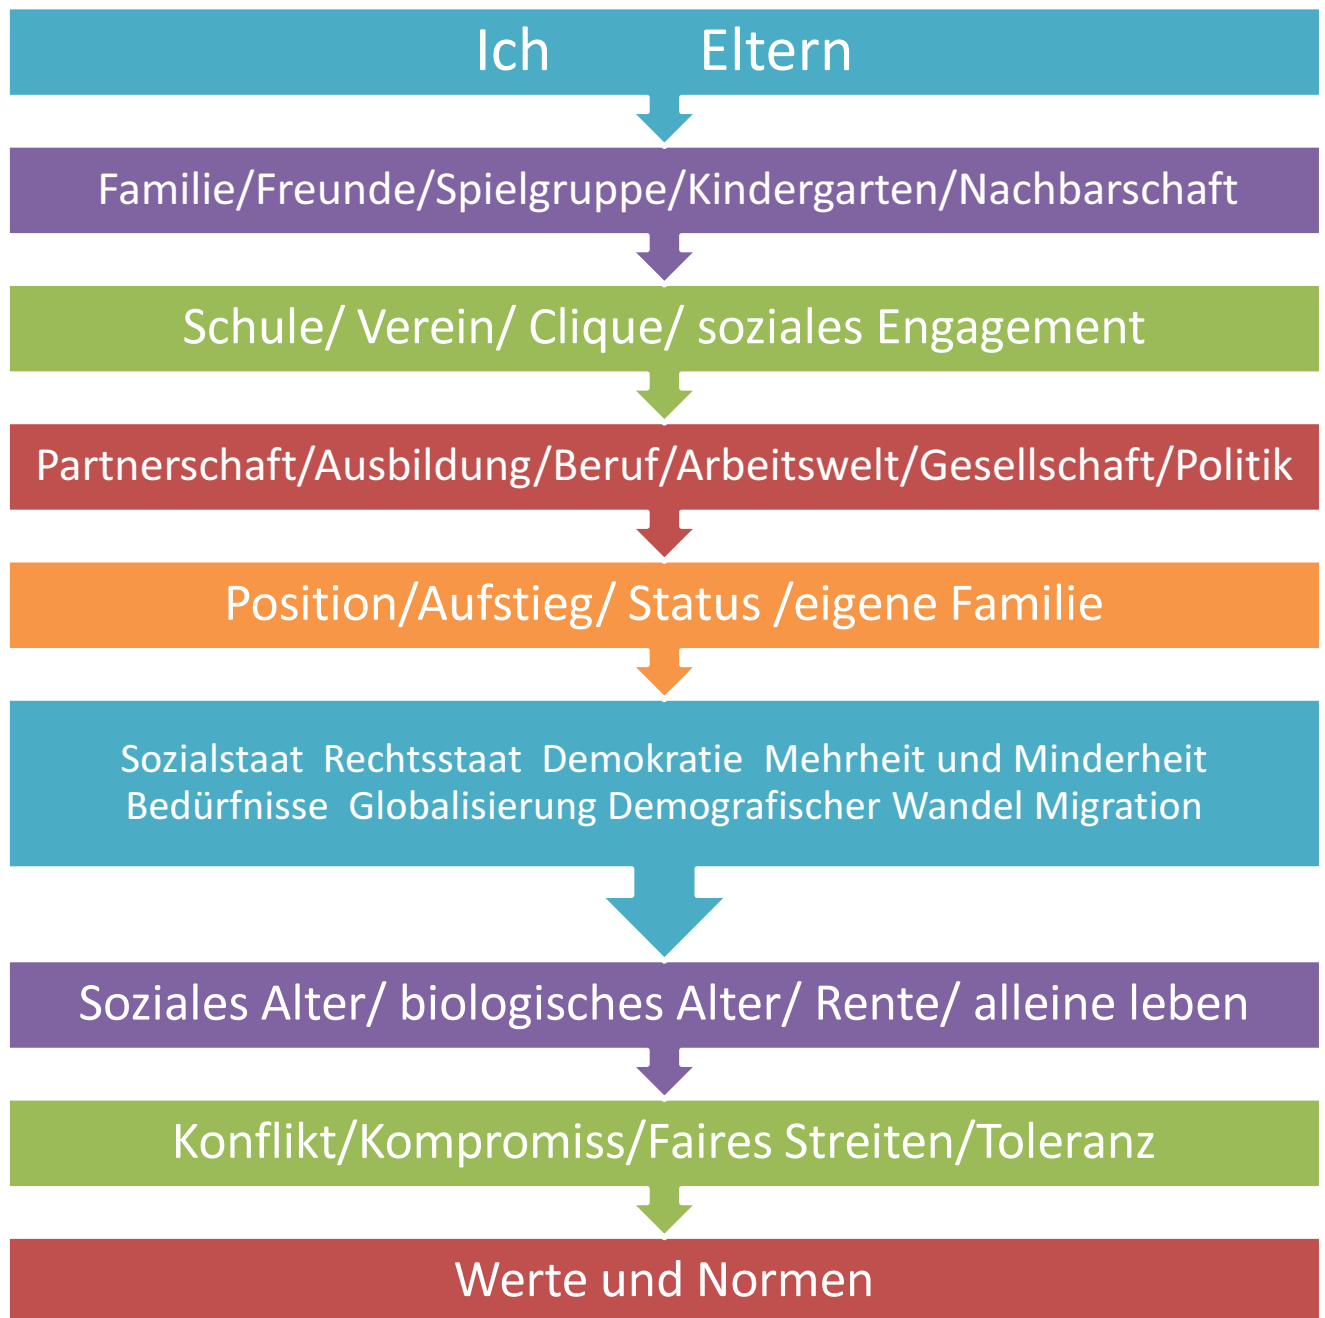 Ich Eltern
Familie/Freunde/Spielgruppe/Kindergarten/Nachbarschaft
Schule/ Verein/ Clique/ soziales Engagement
Partnerschaft/Ausbildung/Beruf/Arbeitswelt/Gesellschaft/Politik
Position/Aufstieg/ Status /eigene Familie
Sozialstaat Rechtsstaat Demokratie Mehrheit und Minderheit
Bedürfnisse Globalisierung Demografischer Wandel Migration
Soziales Alter/ biologisches Alter/ Rente/ alleine leben
Konflikt/Kompromiss/Faires Streiten/Toleranz
Werte und Normen